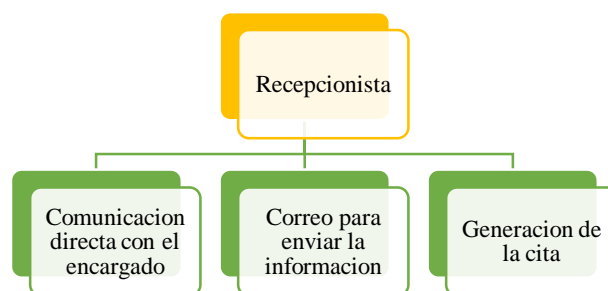 Recepcionista
Comunicacion
directa con el
encargado
Correo para
enviar la
informacion
Generacion de
la cita